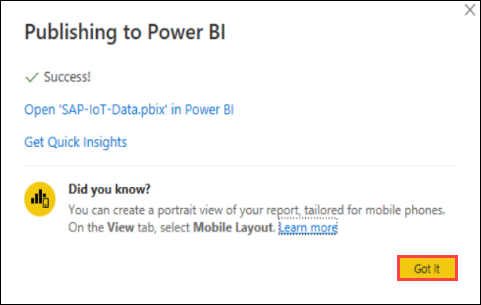 Publishing to Power BI
Success!
Open 'SAP-IoT-Data.pbix' in Power BI
Get Quick Insights
Did you know?
You can create a portrait view of your report, tailored for mobile phones.
On the View tab, select Mobile Layout. Learn more
Got it